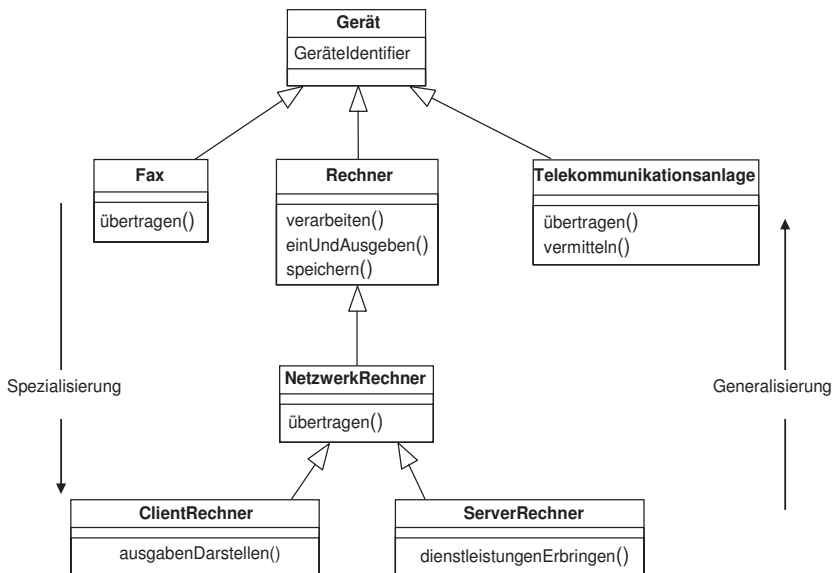 Gerät
GeräteIdentifier
Fax
übertragen()
Rechner
verarbeiten()
einUndAusgeben()
speichern()
Telekommunikationsanlage
übertragen()
vermitteln()
Spezialisierung
NetzwerkRechner
übertragen()
Generalisierung
ClientRechner
ausgabenDarstellen()
ServerRechner
dienstleistungenErbringen()